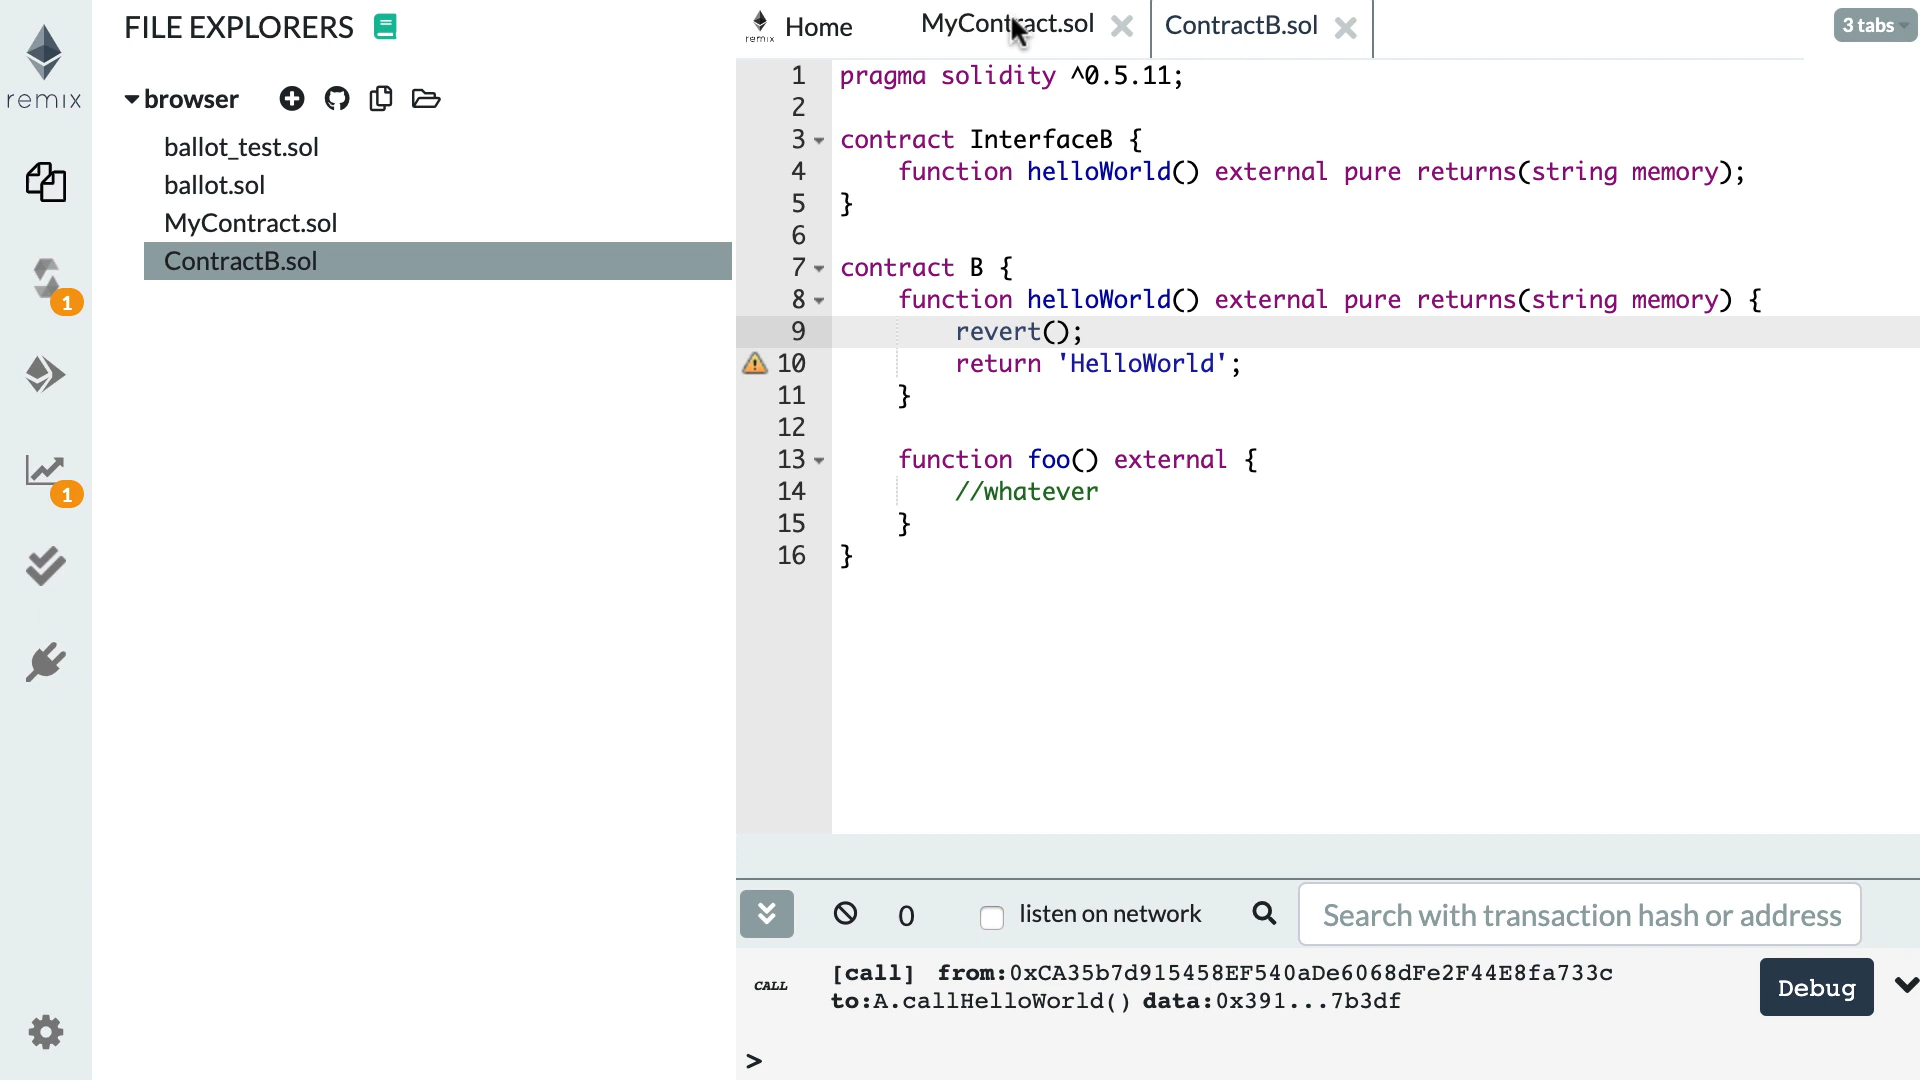 remix
FILE EXPLORERS
browser
ballot_test.sol
ballot.sol
MyContract.sol
ContractB.sol
1
1
remix
Home
MyContract.sol
ContractB.sol
3 tabs
1 pragma solidity ^0.5.11;
2
3 contract InterfaceB {
4 function helloWorld() external pure returns(string memory);
5 }
6
7 contract B {
8 function helloWorld() external pure returns(string memory) {
9 revert();
10 return 'HelloWorld';
11 }
12
13 function foo() external {
14 //whatever
15 }
16 }
0
listen on network
Search with transaction hash or address
CALL
[call] from:0xCA35b7d915458EF540aDe6068dFe2F44E8fa733c
to:A.callHelloWorld() data:0x391...7b3df
Debug
>